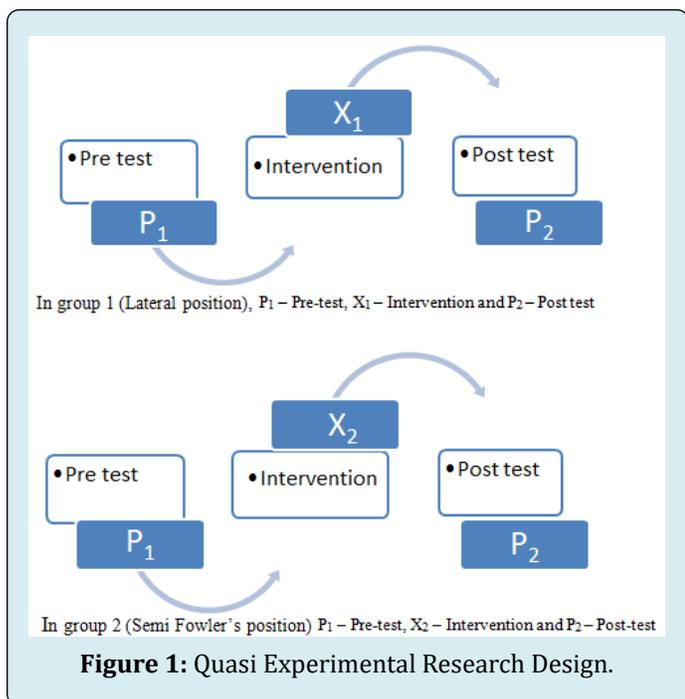 X₁
• Pre test
• Intervention
• Post test
P₁
P₂
In group 1 (Lateral position), P₁ – Pre-test, X₁ – Intervention and P₂ – Post test
X₂
• Pre test
• Intervention
• Post test
P₁
P₂
In group 2 (Semi Fowler's position) P₁ – Pre-test, X₂ – Intervention and P₂ – Post-test
Figure 1: Quasi Experimental Research Design.